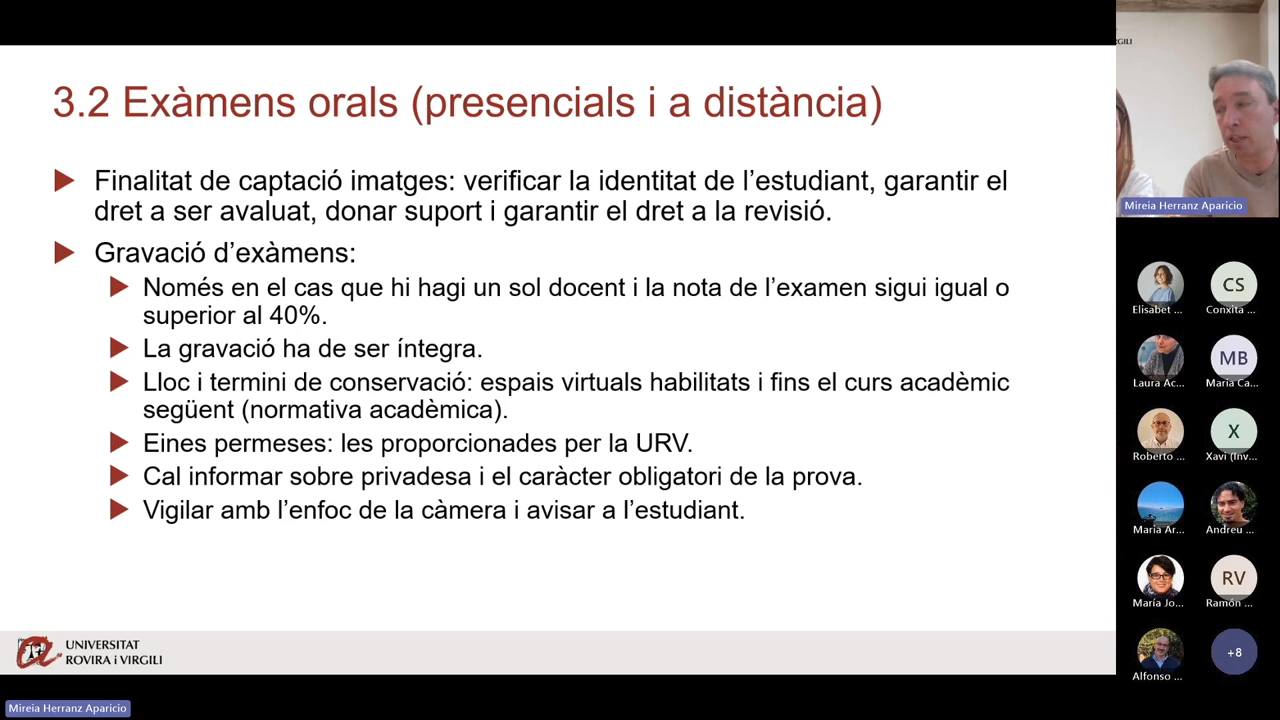 3.2 Exàmens orals (presencials i a distància)
Finalitat de captació imatges: verificar la identitat de l’estudiant, garantir el
dret a ser avaluat, donar suport i garantir el dret a la revisió.
Gravació d’exàmens:
Només en el cas que hi hagi un sol docent i la nota de l’examen sigui igual o
superior al 40%.
La gravació ha de ser íntegra.
Lloc i termini de conservació: espais virtuals habilitats i fins el curs acadèmic
següent (normativa acadèmica).
Eines permeses: les proporcionades per la URV.
Cal informar sobre privadesa i el caràcter obligatori de la prova.
Vigilar amb l’enfoc de la càmera i avisar a l’estudiant.
UNIVERSITAT
ROVIRA i VIRGILI
Mireia Herranz Aparicio
RGILI
Mireia Herranz Aparicio
CS
Elisabet ...
Conxita ...
MB
Laura Ac...
Maria Ca...
X
Roberto ...
Xavi (Inv...
Maria Ar...
Andreu ...
RV
María Jo...
Ramón ...
+8
Alfonso ...